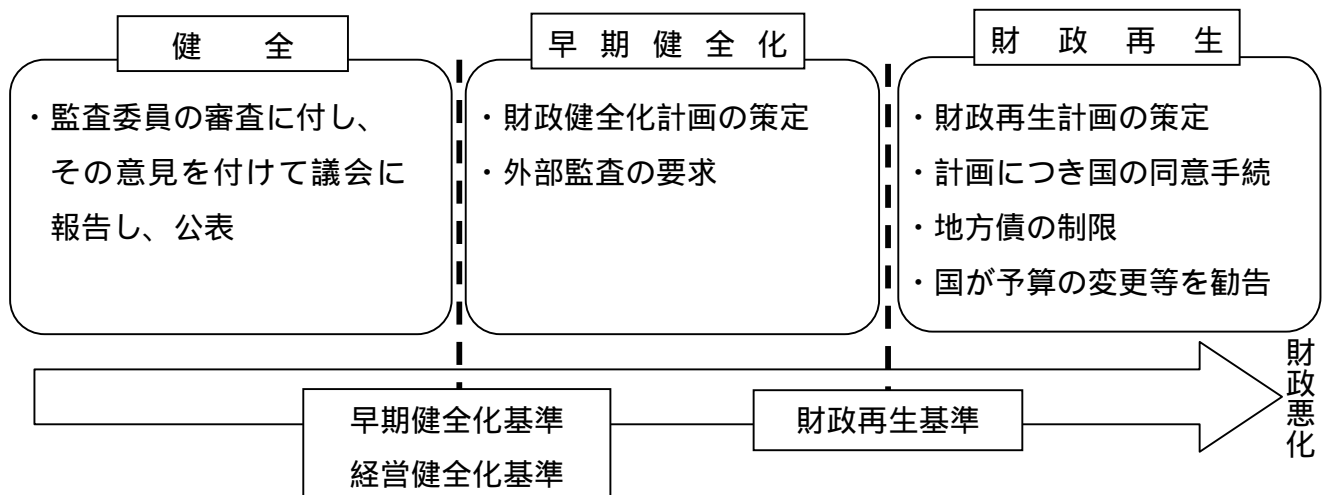 健全
・監査委員の審査に付し、
その意見を付けて議会に
報告し、公表
早期健全化
・財政健全化計画の策定
・外部監査の要求
財政再生
・財政再生計画の策定
・計画につき国の同意手続
・地方債の制限
・国が予算の変更等を勧告
早期健全化基準
経営健全化基準
財政再生基準
財政悪化